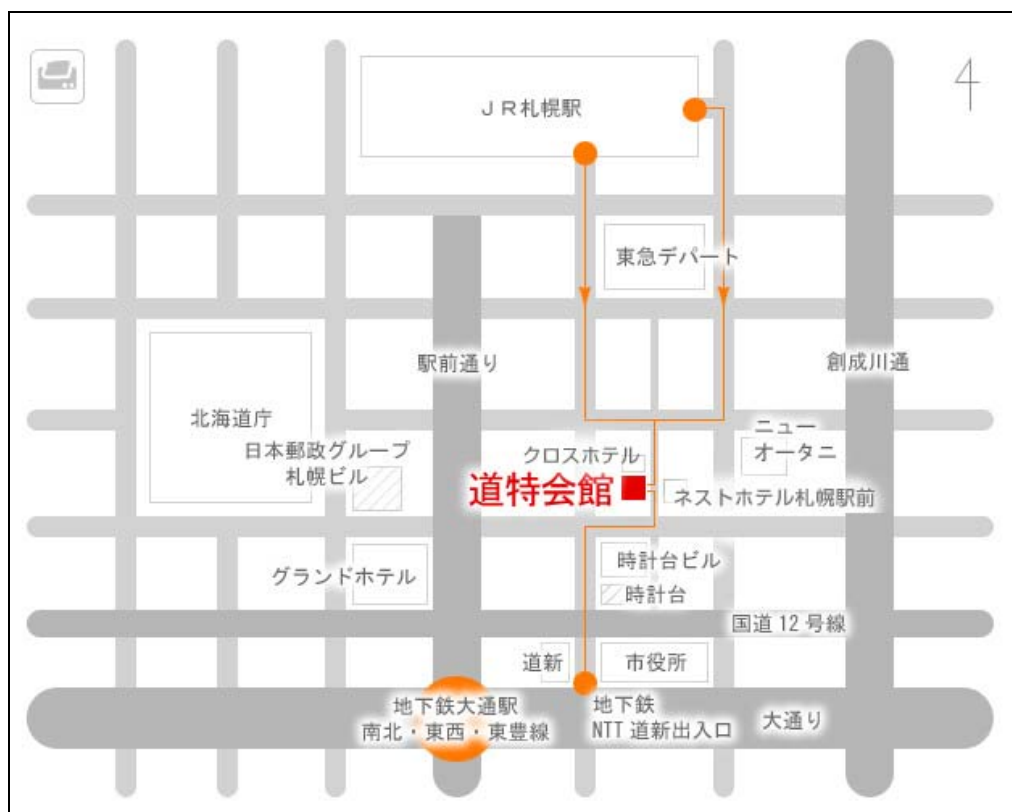 JR札幌駅
東急デパート
駅前通り
創成川通
北海道庁
日本郵政グループ
札幌ビル
クロスホテル
ニュー
オータニ
道特会館
ネストホテル札幌駅前
グランドホテル
時計台ビル
時計台
国道12号線
道新
市役所
地下鉄大通駅
南北・東西・東豊線
地下鉄
NTT道新出入口
大通り